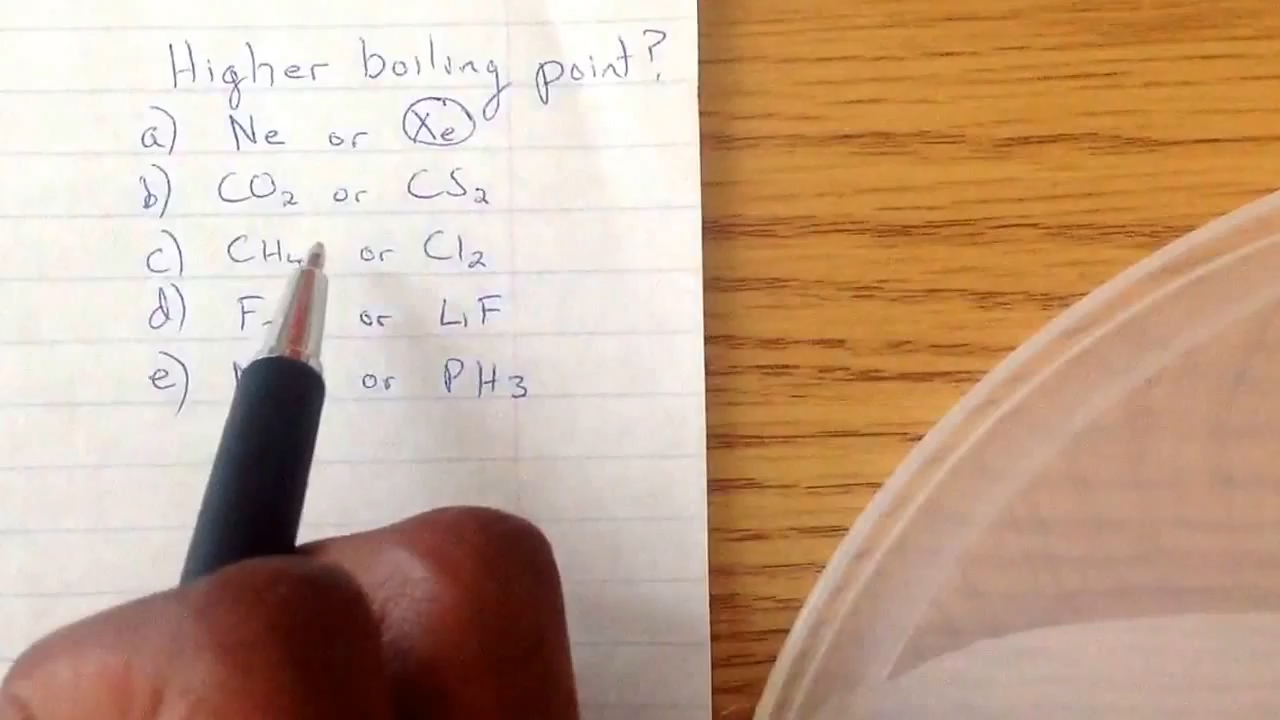 Higher boiling point?
a) Ne or Xe
b) CO₂ or CS₂
c) CH₄ or Cl₂
d) or LiF
e) or PH₃